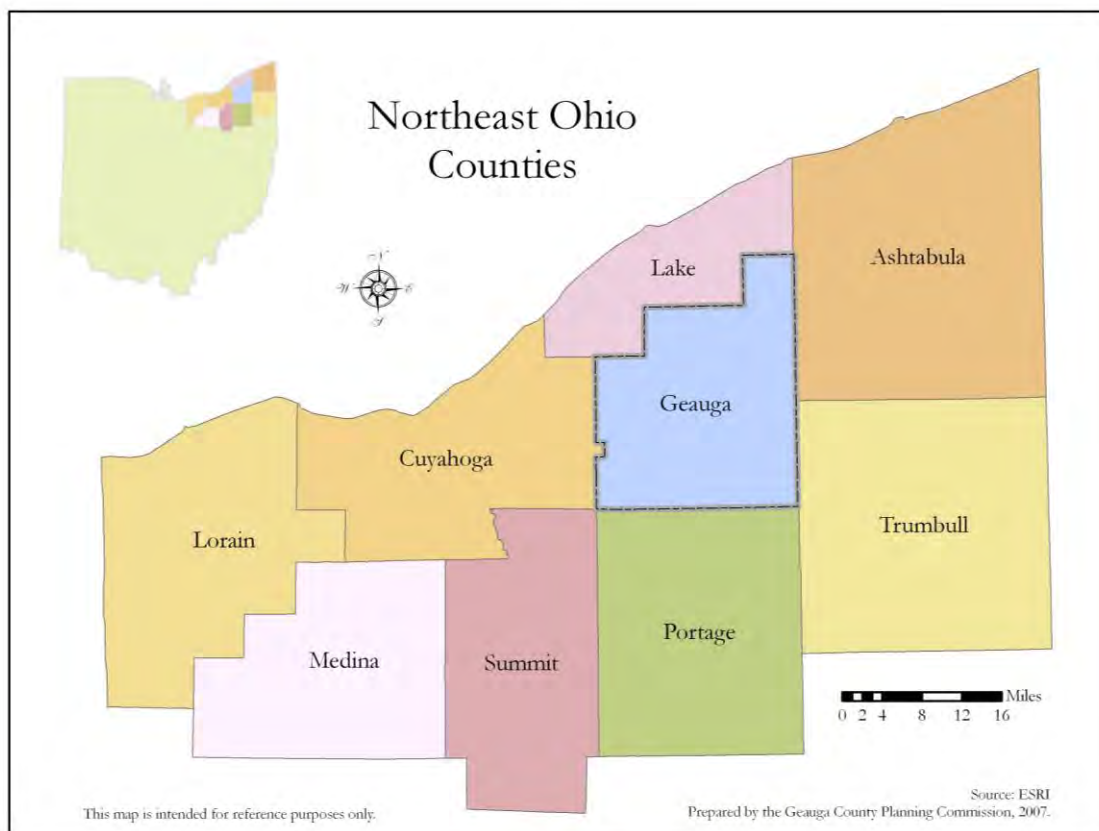 Northeast Ohio
Counties
N
W E
S
Lake
Ashtabula
Geauga
Cuyahoga
Lorain
Trumbull
Medina
Summit
Portage
Miles
0 2 4 8 12 16
This map is intended for reference purposes only.
Source: ESRI
Prepared by the Geauga County Planning Commission, 2007.